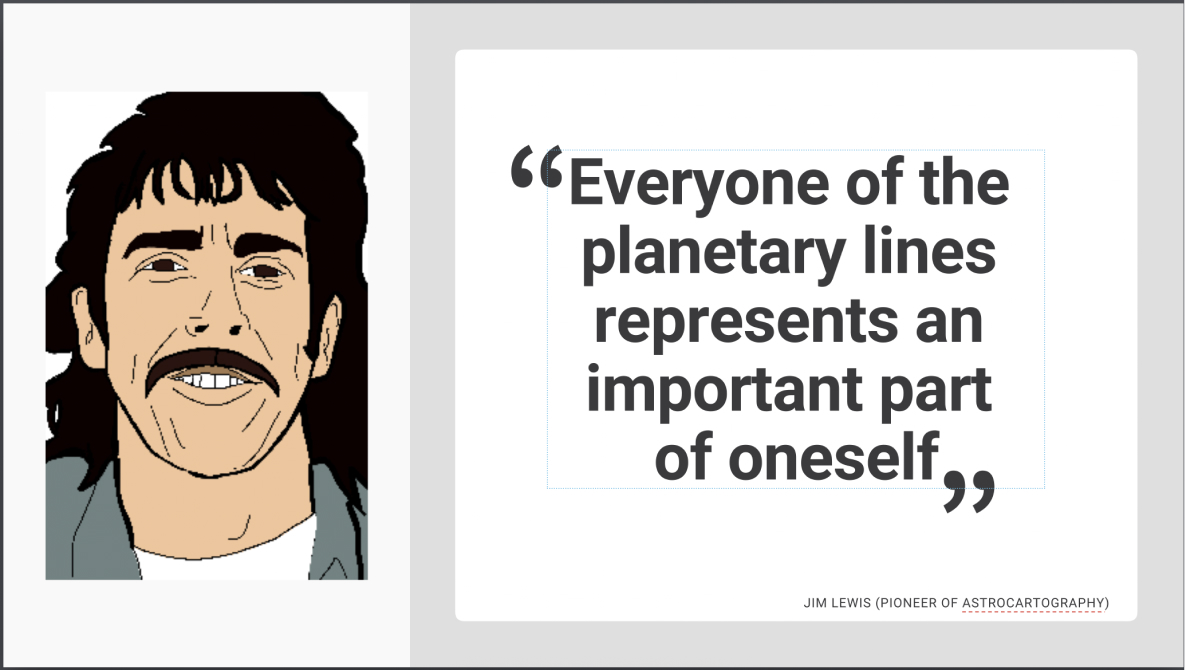 “Everyone of the
planetary lines
represents an
important part
of oneself”
JIM LEWIS (PIONEER OF ASTROCARTOGRAPHY)